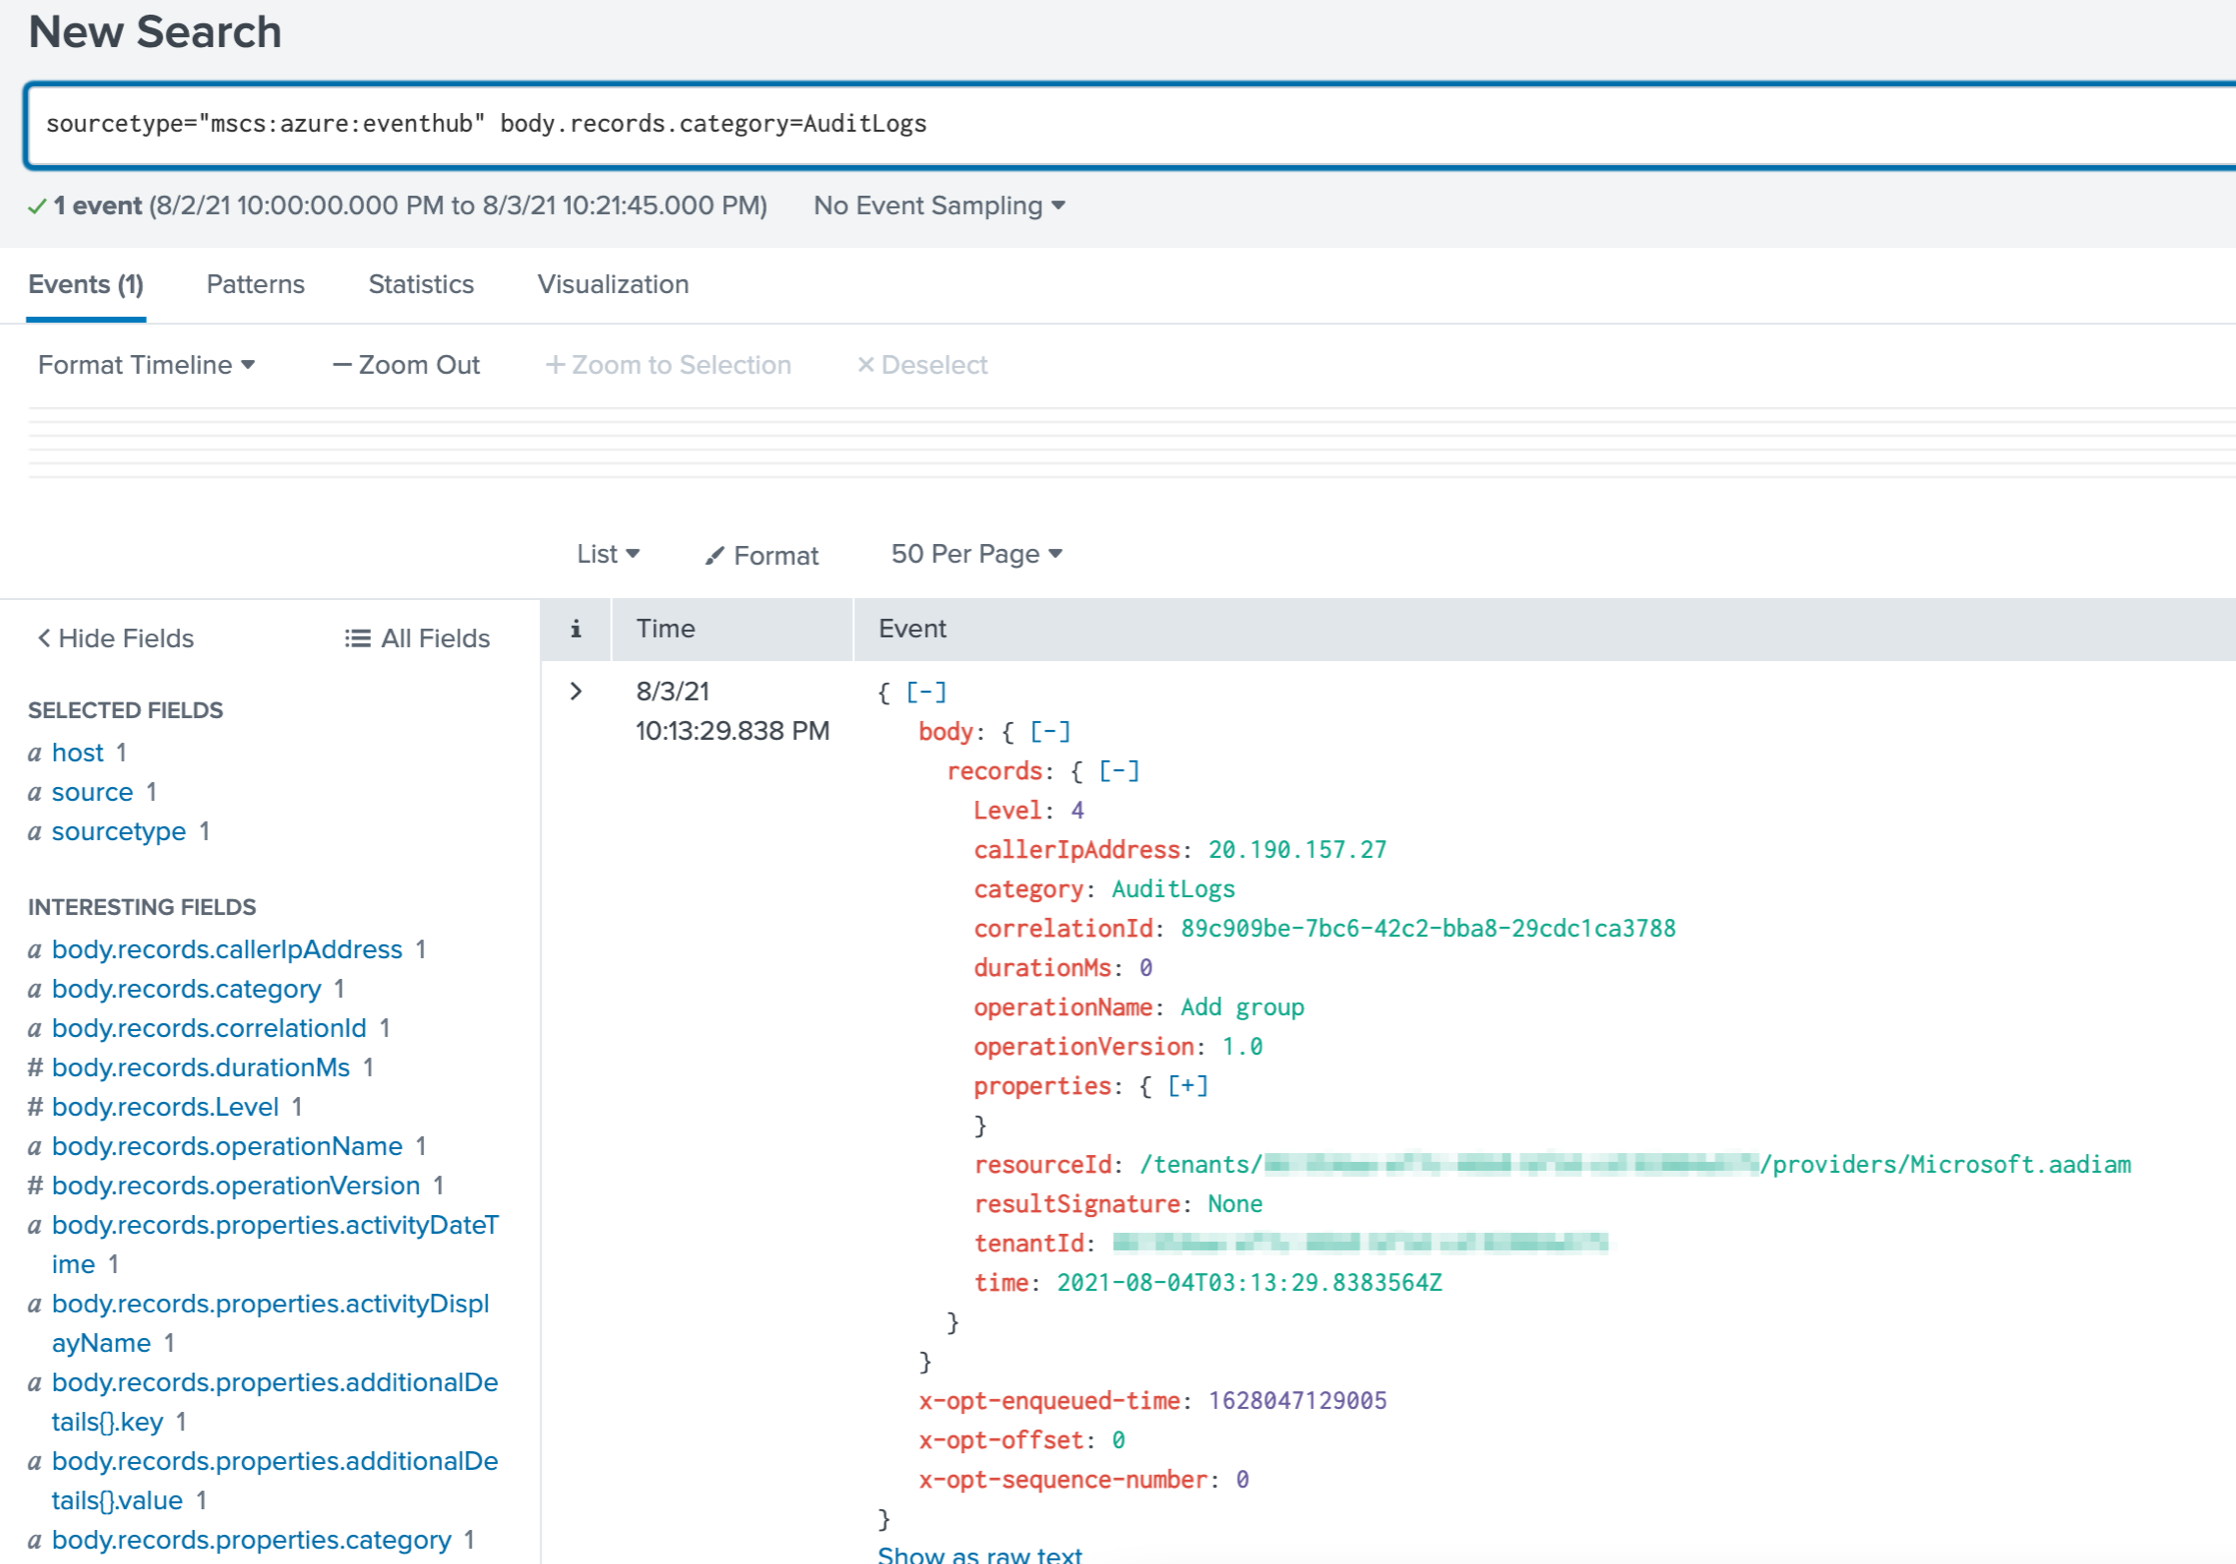 New Search
sourcetype="mscs:azure:eventhub" body.records.category=AuditLogs
1 event (8/2/21 10:00:00.000 PM to 8/3/21 10:21:45.000 PM) No Event Sampling
Events (1) Patterns Statistics Visualization
Format Timeline — Zoom Out + Zoom to Selection × Deselect
List Format 50 Per Page
< Hide Fields All Fields
SELECTED FIELDS
a host 1
a source 1
a sourcetype 1
INTERESTING FIELDS
a body.records.callerIpAddress 1
a body.records.category 1
a body.records.correlationId 1
# body.records.durationMs 1
# body.records.Level 1
a body.records.operationName 1
# body.records.operationVersion 1
a body.records.properties.activityDateT
ime 1
a body.records.properties.activityDispl
ayName 1
a body.records.properties.additionalDe
tails{}.key 1
a body.records.properties.additionalDe
tails{}.value 1
a body.records.properties.category 1
i Time Event
> 8/3/21
10:13:29.838 PM
{ [-]
body: { [-]
records: { [-]
Level: 4
callerIpAddress: 20.190.157.27
category: AuditLogs
correlationId: 89c909be-7bc6-42c2-bba8-29cdc1ca3788
durationMs: 0
operationName: Add group
operationVersion: 1.0
properties: { [+]
}
resourceId: /tenants/ /providers/Microsoft.aadiam
resultSignature: None
tenantId:
time: 2021-08-04T03:13:29.8383564Z
}
}
x-opt-enqueued-time: 1628047129005
x-opt-offset: 0
x-opt-sequence-number: 0
}
Show as raw text